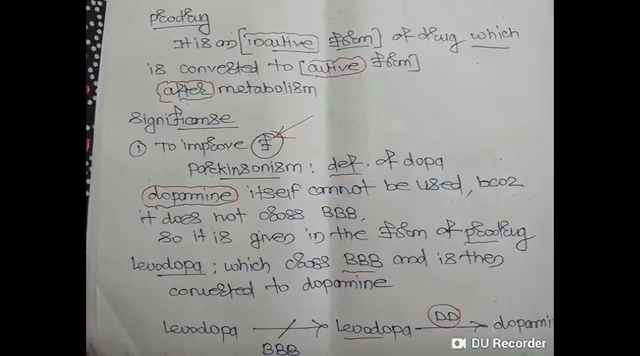 prodrug
It is an [inactive form] of drug which
is converted to [active form]
after metabolism
significanse
① To improve F
parkinsonism : def. of dopa
dopamine itself cannot be used, bcoz
it does not cross BBB,
so it is given in the form of prodrug
Levodopa ; which cross BBB and is then
converted to dopamine
Levodopa → Levodopa DD → dopami
BBB
DU Recorder